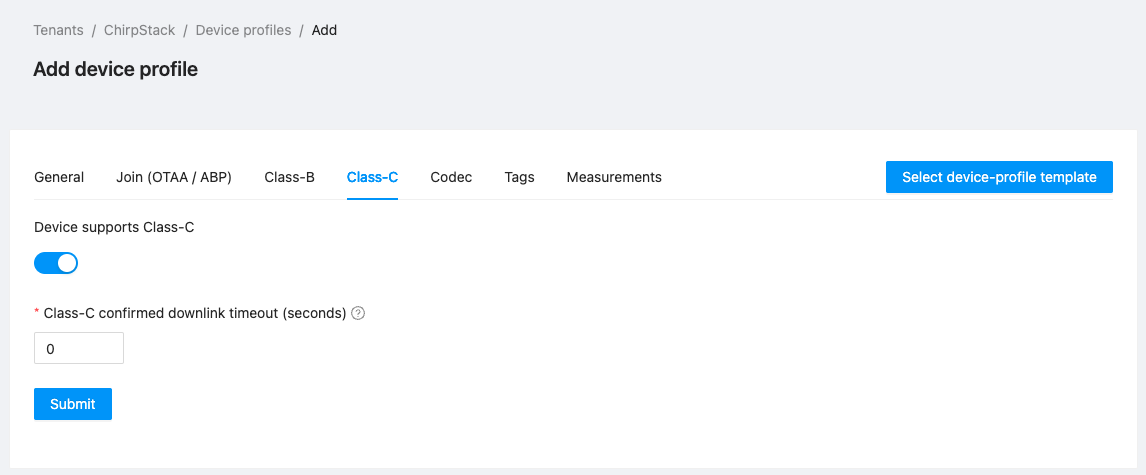 Tenants / ChirpStack / Device profiles / Add
Add device profile
General Join (OTAA / ABP) Class-B Class-C Codec Tags Measurements Select device-profile template
Device supports Class-C
* Class-C confirmed downlink timeout (seconds) ?
0
Submit